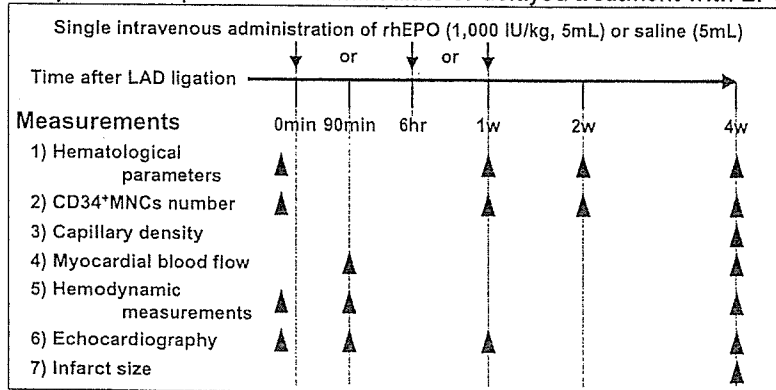 Single intravenous administration of rhEPO (1,000 IU/kg, 5mL) or saline (5mL)
or or
Time after LAD ligation
Measurements 0min 90min 6hr 1w 2w 4w
1) Hematological
parameters
2) CD34+MNCs number
3) Capillary density
4) Myocardial blood flow
5) Hemodynamic
measurements
6) Echocardiography
7) Infarct size